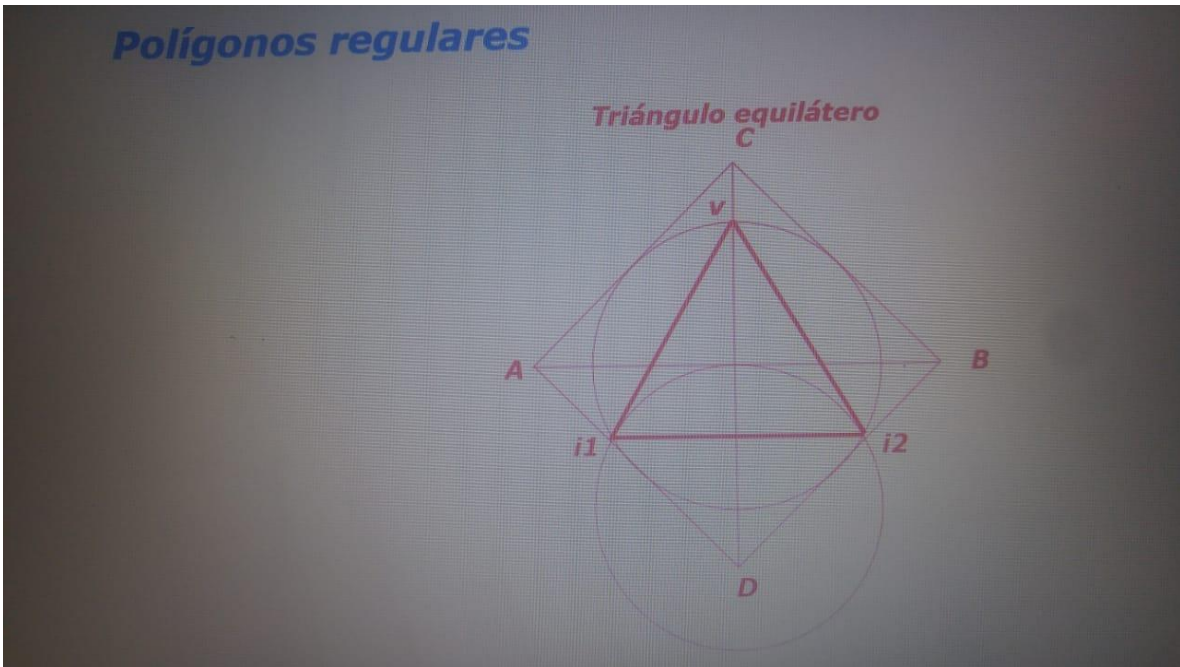 Polígonos regulares
Triángulo equilátero
C
v
A
B
i1
i2
D